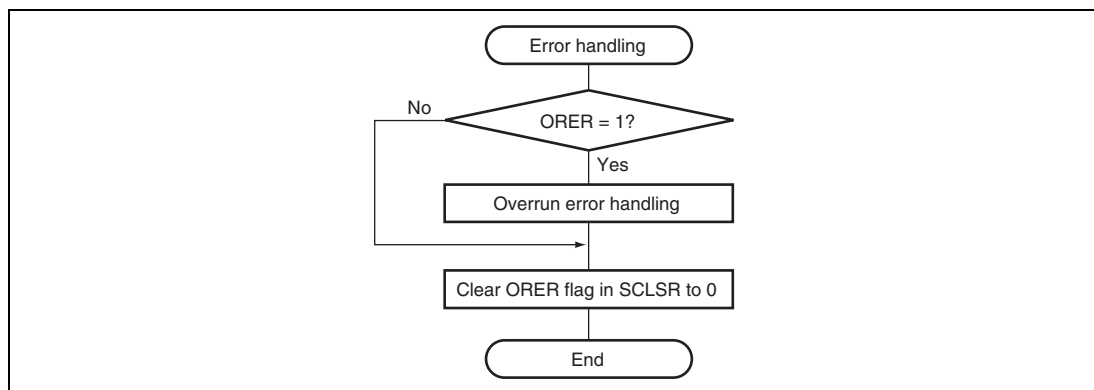 Error handling
No
ORER = 1?
Yes
Overrun error handling
Clear ORER flag in SCLSR to 0
End